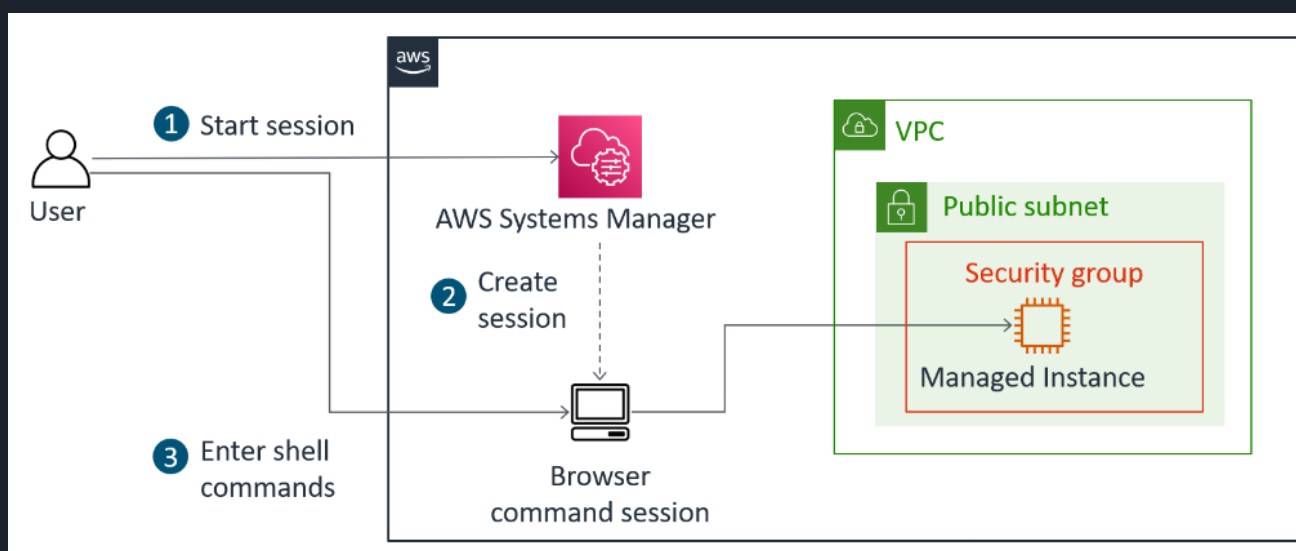 aws
1 Start session
User
AWS Systems Manager
2 Create
session
3 Enter shell
commands
Browser
command session
VPC
Public subnet
Security group
Managed Instance